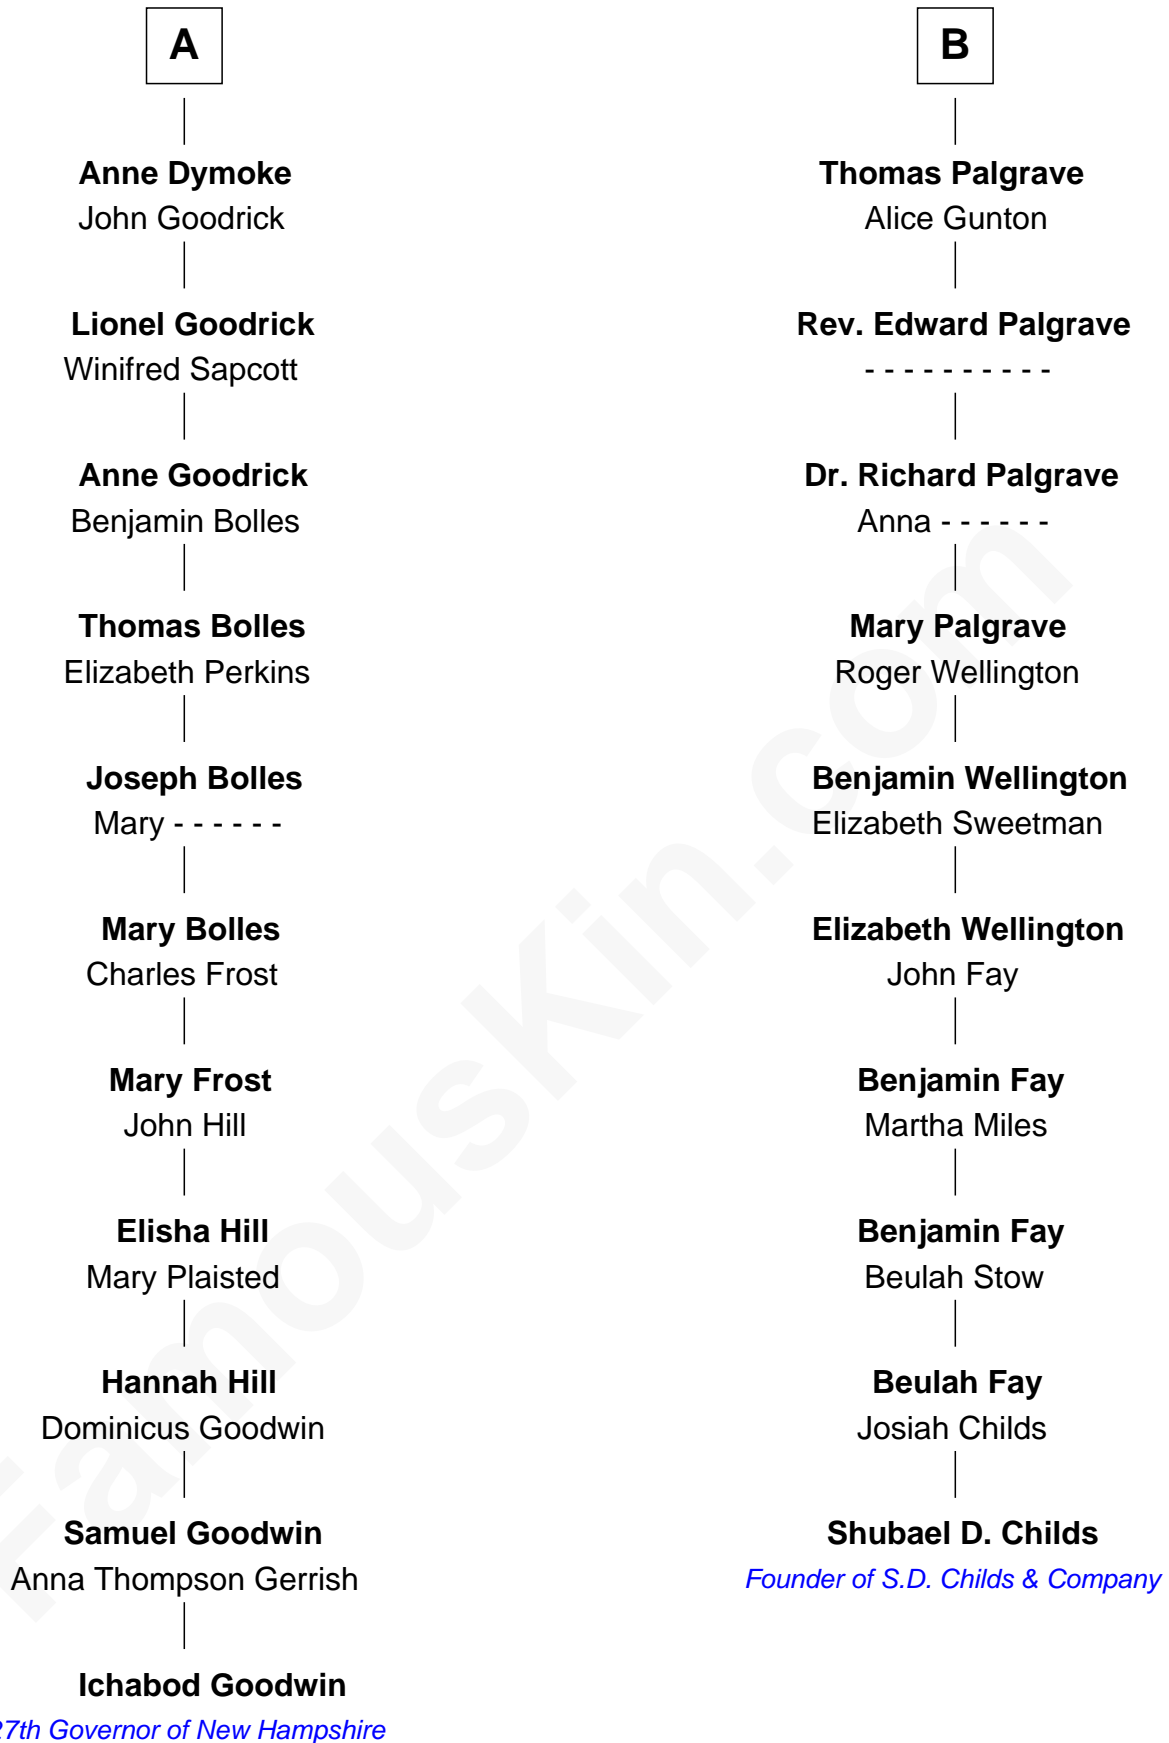 A
Anne Dymoke
John Goodrick
Lionel Goodrick
Winifred Sapcott
Anne Goodrick
Benjamin Bolles
Thomas Bolles
Elizabeth Perkins
Joseph Bolles
Mary - - - - - -
Mary Bolles
Charles Frost
Mary Frost
John Hill
Elisha Hill
Mary Plaisted
Hannah Hill
Dominicus Goodwin
Samuel Goodwin
Anna Thompson Gerrish
Ichabod Goodwin
27th Governor of New Hampshire
B
Thomas Palgrave
Alice Gunton
Rev. Edward Palgrave
- - - - - - - - - -
Dr. Richard Palgrave
Anna - - - - - -
Mary Palgrave
Roger Wellington
Benjamin Wellington
Elizabeth Sweetman
Elizabeth Wellington
John Fay
Benjamin Fay
Martha Miles
Benjamin Fay
Beulah Stow
Beulah Fay
Josiah Childs
Shubael D. Childs
Founder of S.D. Childs & Company
FamousKin.com